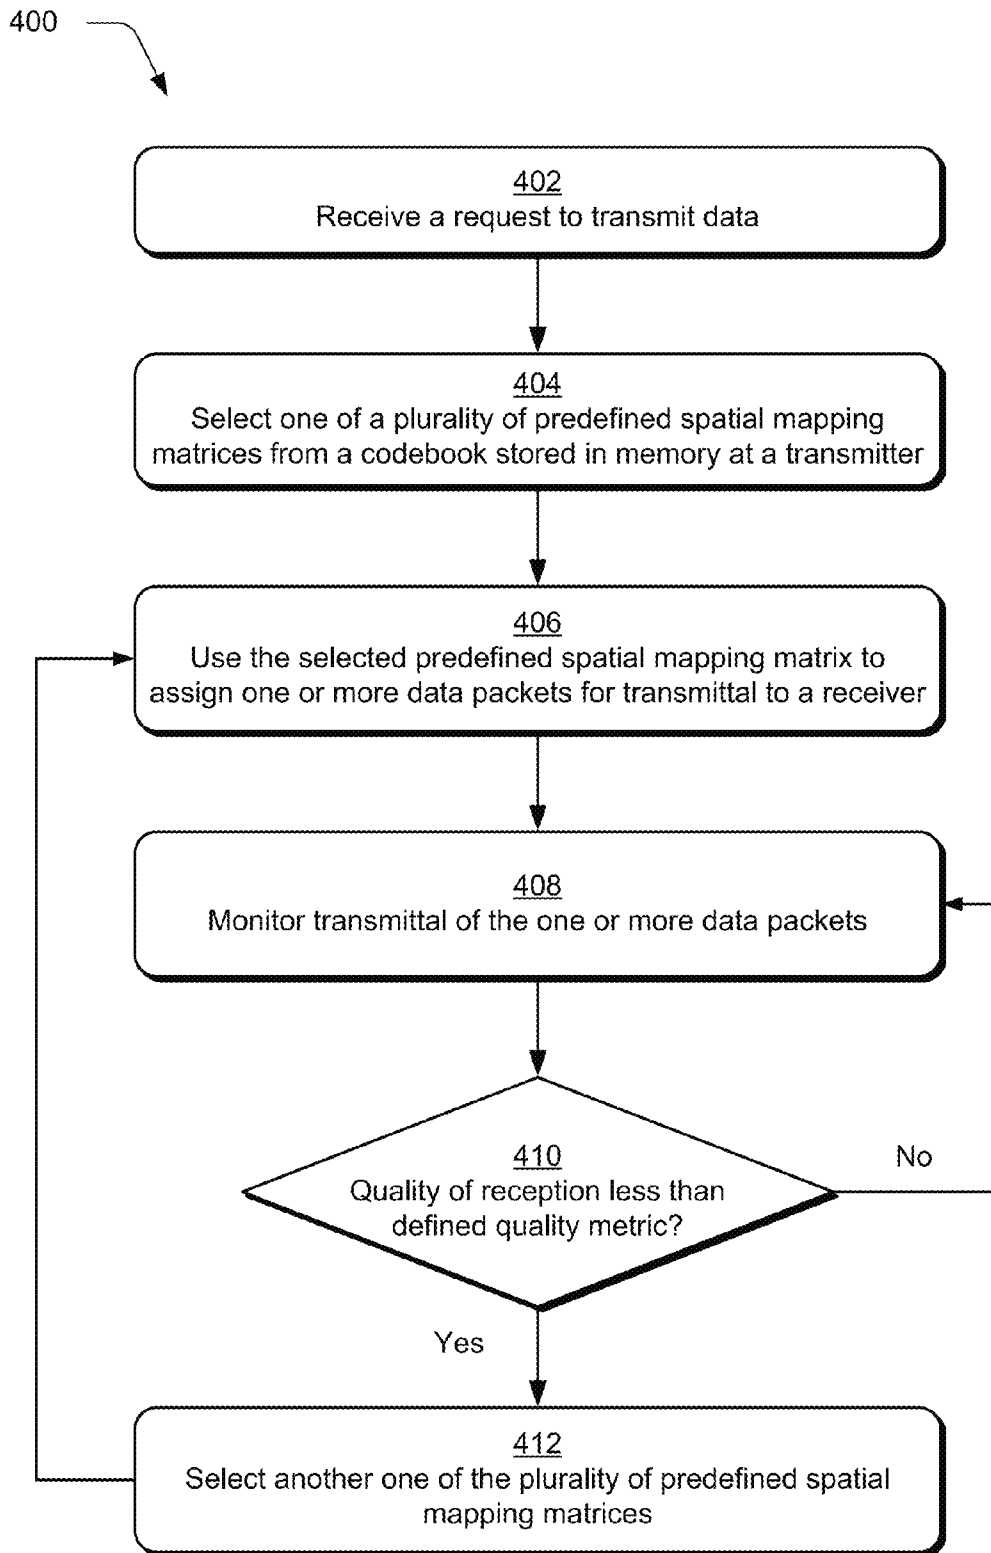 400
402
Receive a request to transmit data
404
Select one of a plurality of predefined spatial mapping
matrices from a codebook stored in memory at a transmitter
406
Use the selected predefined spatial mapping matrix to
assign one or more data packets for transmittal to a receiver
408
Monitor transmittal of the one or more data packets
410
Quality of reception less than
defined quality metric?
No
Yes
412
Select another one of the plurality of predefined spatial
mapping matrices